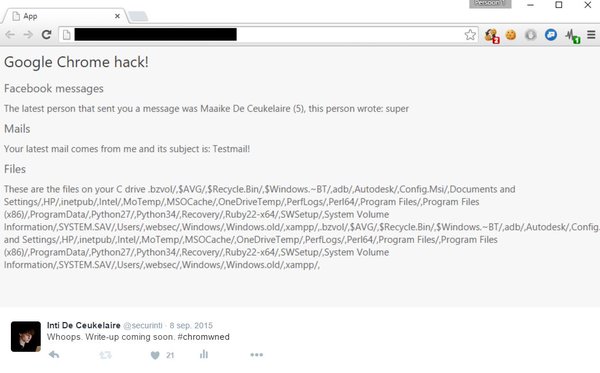 Persoon 1
App
Google Chrome hack!
Facebook messages
The latest person that sent you a message was Maaike De Ceukelaire (5), this person wrote: super
Mails
Your latest mail comes from me and its subject is: Testmail!
Files
These are the files on your C drive .bzvol/,$AVG/,$Recycle.Bin/,$Windows.~BT/,adb/,Autodesk/,Config.Msi/,Documents and
Settings/,HP/,inetpub/,Intel/,MoTemp/,MSOCache/,OneDriveTemp/,PerfLogs/,Perl64/,Program Files/,Program Files
(x86)/,ProgramData/,Python27/,Python34/,Recovery/,Ruby22-x64/,SWSetup/,System Volume
Information/,SYSTEM.SAV/,Users/,websec/,Windows/,Windows.old/,xampp/,.bzvol/,$AVG/,$Recycle.Bin/,$Windows.~BT/,adb/,Autodesk/,Config.
and Settings/,HP/,inetpub/,Intel/,MoTemp/,MSOCache/,OneDriveTemp/,PerfLogs/,Perl64/,Program Files/,Program Files
(x86)/,ProgramData/,Python27/,Python34/,Recovery/,Ruby22-x64/,SWSetup/,System Volume
Information/,SYSTEM.SAV/,Users/,websec/,Windows/,Windows.old/,xampp/,
Inti De Ceukelaire @securinti · 8 sep. 2015
Whoops. Write-up coming soon. #chromwned
21